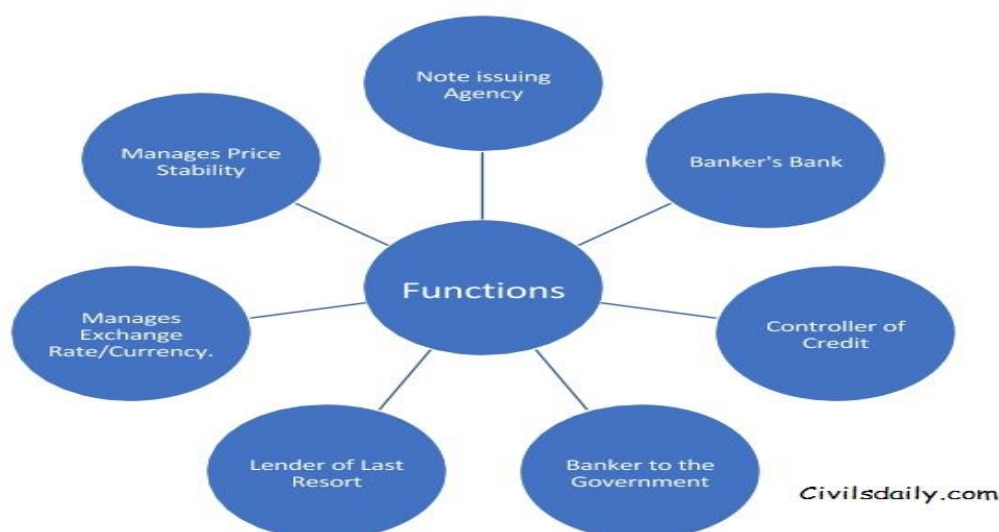 Note issuing
Agency
Manages Price
Stability
Banker's Bank
Functions
Manages
Exchange
Rate/Currency.
Controller of
Credit
Lender of Last
Resort
Banker to the
Government
Civilsdaily.com